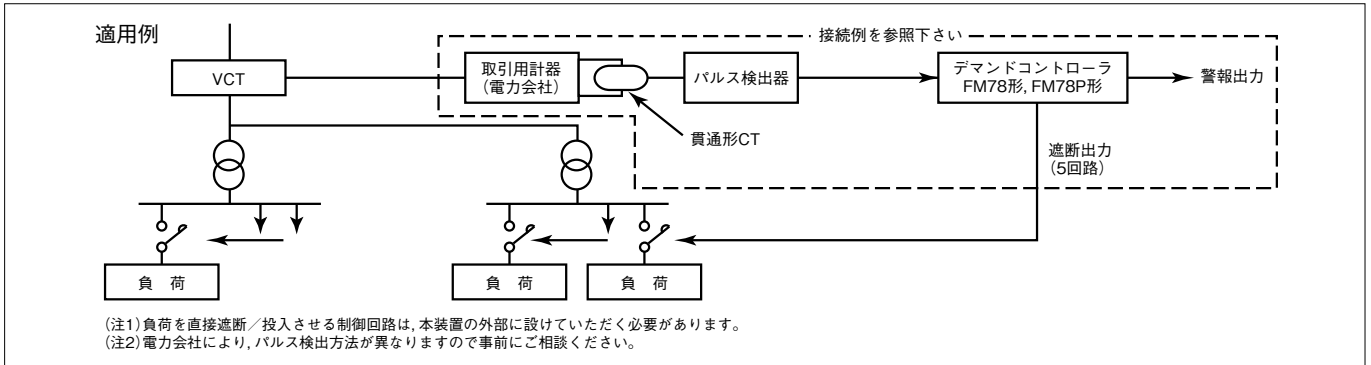 適用例
接続例を参照下さい
VCT
取引用計器
(電力会社)
パルス検出器
デマンドコントローラ
FM78形, FM78P形
警報出力
貫通形CT
遮断出力
(5回路)
負 荷
負 荷
負 荷
(注1)負荷を直接遮断／投入させる制御回路は, 本装置の外部に設けていただく必要があります。
(注2)電力会社により, パルス検出方法が異なりますので事前にご相談ください。